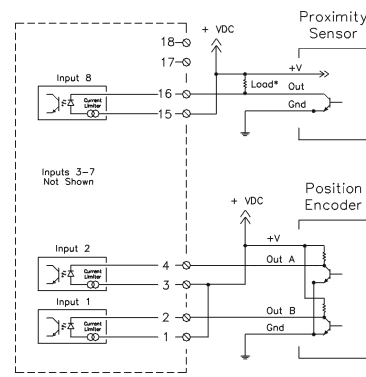 Proximity
Sensor
+ VDC
18
17
+V
Input 8
16
Load*
Out
Current
Limiter
15
Gnd
Inputs 3-7
Not Shown
Position
Encoder
+ VDC
+V
Input 2
4
Out A
Current
Limiter
3
Input 1
2
Out B
Current
Limiter
Gnd
1